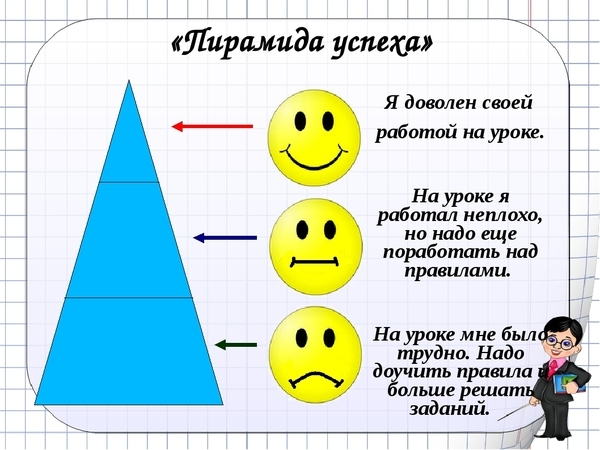 «Пирамида успеха»
Я доволен своей
работой на уроке.
На уроке я
работал неплохо,
но надо еще
поработать над
правилами.
На уроке мне было
трудно. Надо
доучить правила и
больше решать
заданий.